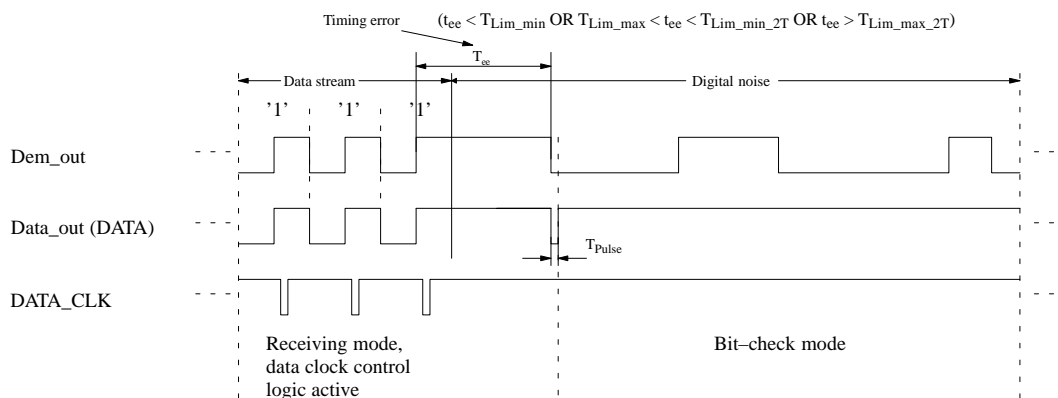 Timing error
(tee < TLim_min OR TLim_max < tee < TLim_min_2T OR tee > TLim_max_2T)
Tee
Data stream
Digital noise
'1'
'1'
'1'
Dem_out
Data_out (DATA)
TPulse
DATA_CLK
Receiving mode,
data clock control
logic active
Bit–check mode